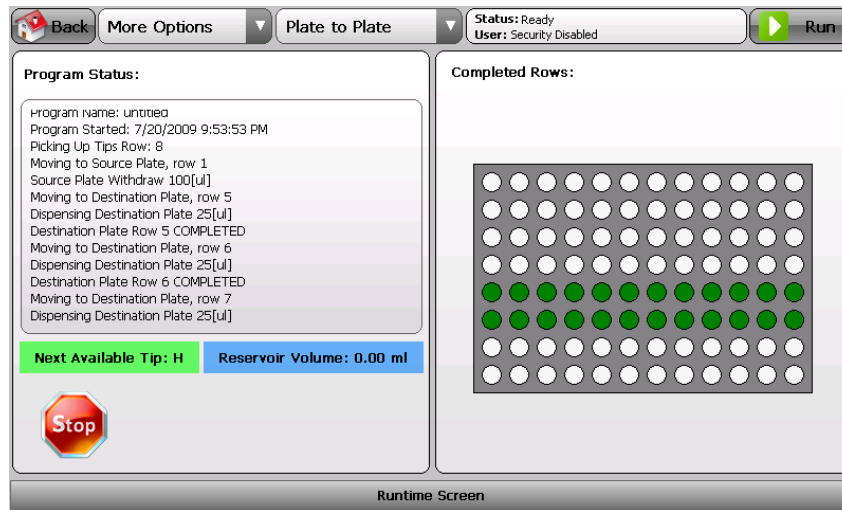 Back
More Options
Plate to Plate
Status: Ready
User: Security Disabled
Run
Program Status:
Program Name: untitled
Program Started: 7/20/2009 9:53:53 PM
Picking Up Tips Row: 8
Moving to Source Plate, row 1
Source Plate Withdraw 100[ul]
Moving to Destination Plate, row 5
Dispensing Destination Plate 25[ul]
Destination Plate Row 5 COMPLETED
Moving to Destination Plate, row 6
Dispensing Destination Plate 25[ul]
Destination Plate Row 6 COMPLETED
Moving to Destination Plate, row 7
Dispensing Destination Plate 25[ul]
Next Available Tip: H
Reservoir Volume: 0.00 ml
Stop
Completed Rows:
Runtime Screen